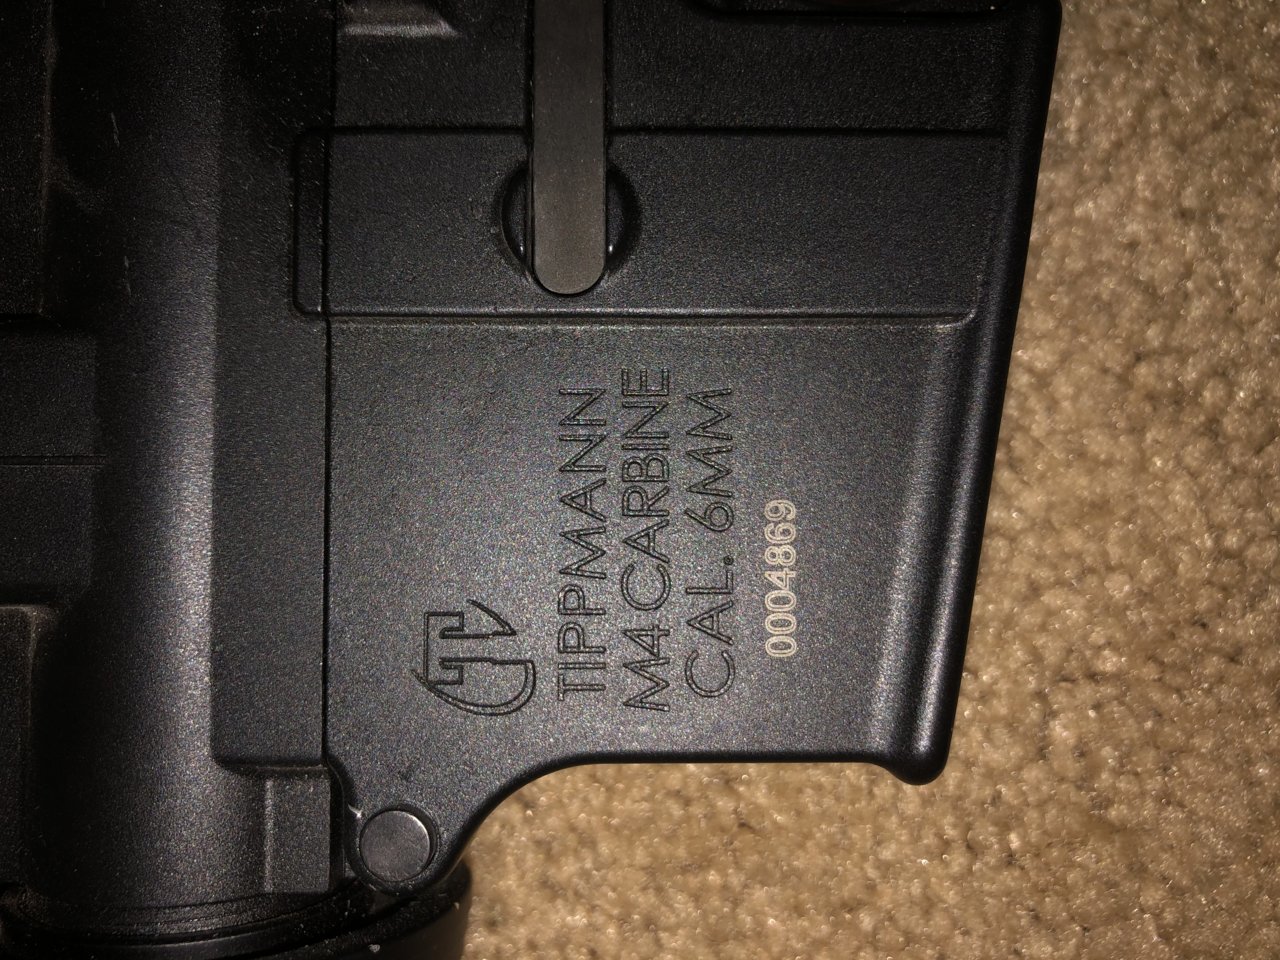 TIPPMANN
M4 CARBINE
CAL. 6MM
0004869